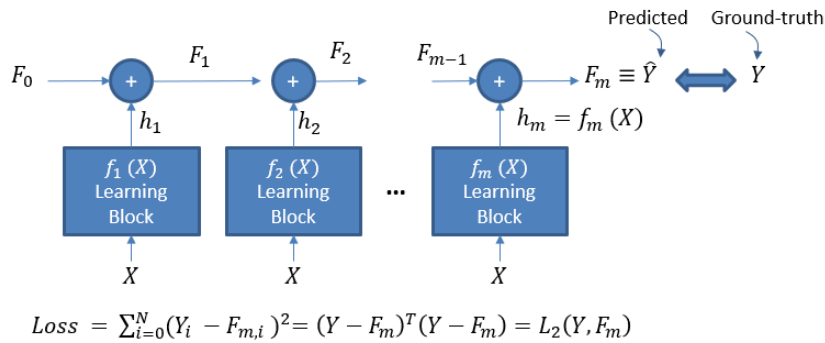 Predicted Ground-truth
F₀ + F₁ + F₂ Fₘ₋₁ + Fₘ ≡ Ŷ Y
h₁ h₂ hₘ = fₘ (X)
f₁ (X) Learning Block
f₂ (X) Learning Block
...
fₘ (X) Learning Block
X X X
Loss = ∑ᵢ₌₀ᴺ(Yᵢ − Fₘ,ᵢ )² = (Y − Fₘ)ᵀ(Y − Fₘ) = L₂(Y, Fₘ)